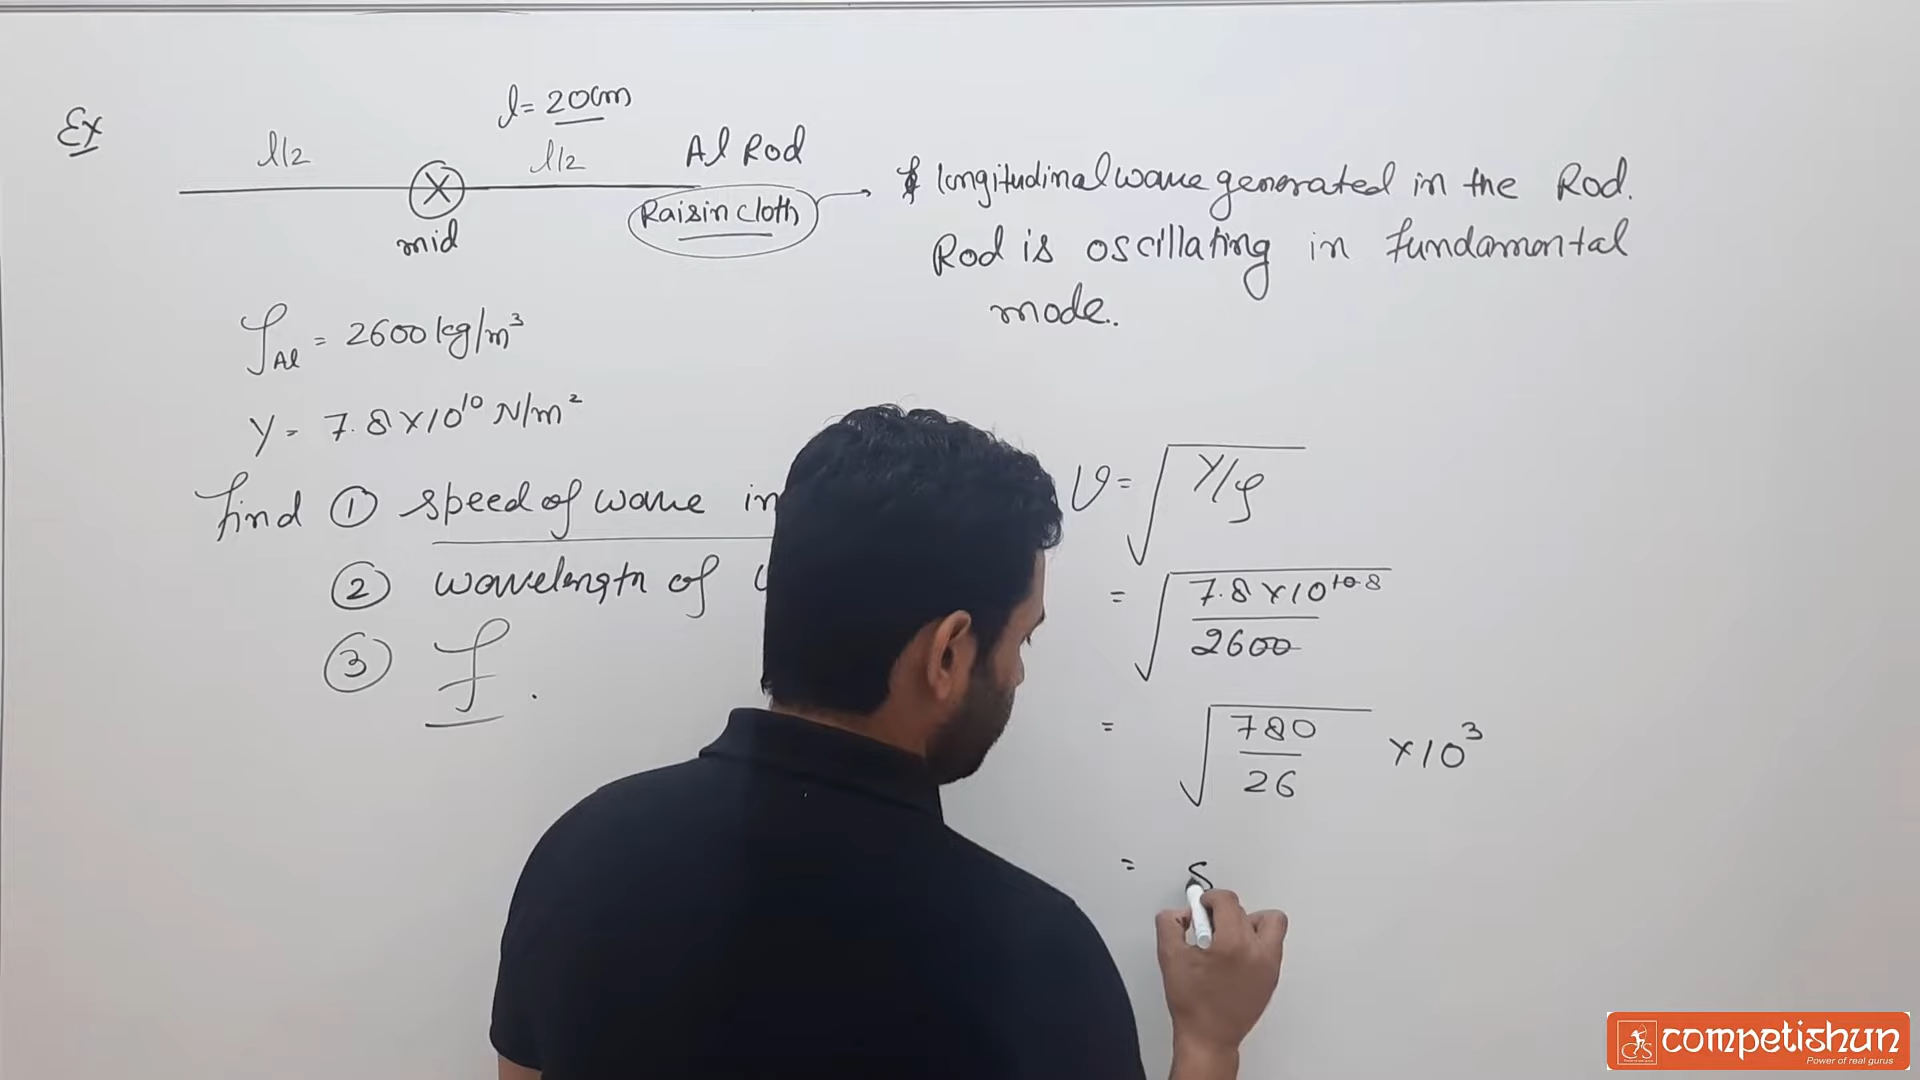 Ex
l = 20cm
l/2
l/2
Al Rod
mid
Raisin cloth
* longitudinal wave generated in the Rod.
Rod is oscillating in fundamental
mode.
ρAl = 2600 kg/m³
Y = 7.8 × 10¹⁰ N/m²
find ① speed of wave in
② wavelength of
③ f.
v = √Y/ρ
= √7.8 × 10¹⁰ 8 / 2600
= √780 / 26 × 10³
=
competishun
Power of real gurus